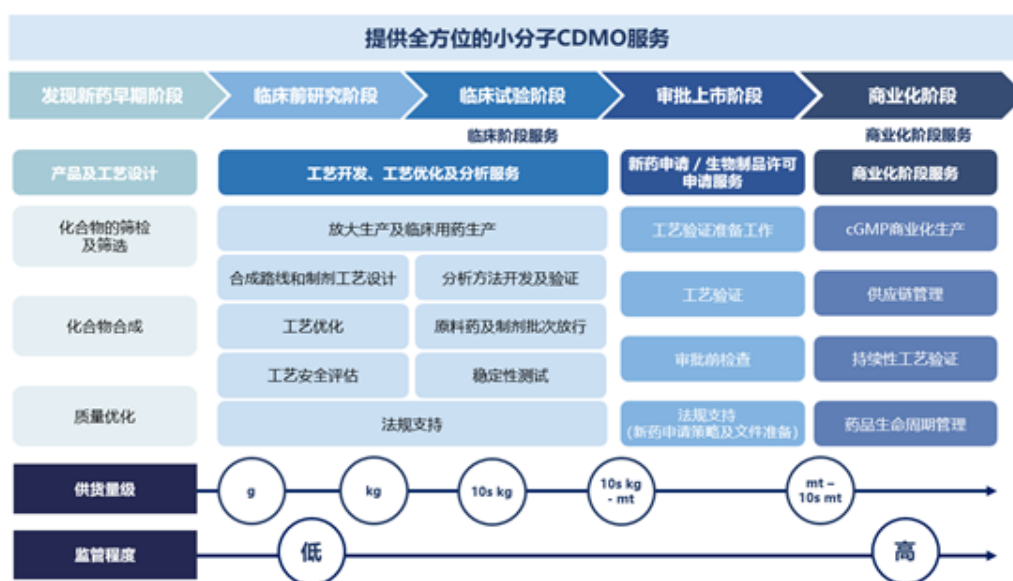 提供全方位的小分子CDMO服务
发现新药早期阶段
临床前研究阶段
临床试验阶段
审批上市阶段
商业化阶段
临床阶段服务
商业化阶段服务
产品及工艺设计
工艺开发、工艺优化及分析服务
新药申请 / 生物制品许可
申请服务
商业化阶段服务
化合物的筛检
及筛选
放大生产及临床用药生产
工艺验证准备工作
cGMP商业化生产
合成路线和制剂工艺设计
分析方法开发及验证
工艺验证
供应链管理
化合物合成
工艺优化
原料药及制剂批次放行
审批前检查
持续性工艺验证
工艺安全评估
稳定性测试
质量优化
法规支持
法规支持
(新药申请策略及文件准备)
药品生命周期管理
供货量级
g
kg
10s kg
10s kg
- mt
mt –
10s mt
监管程度
低
高